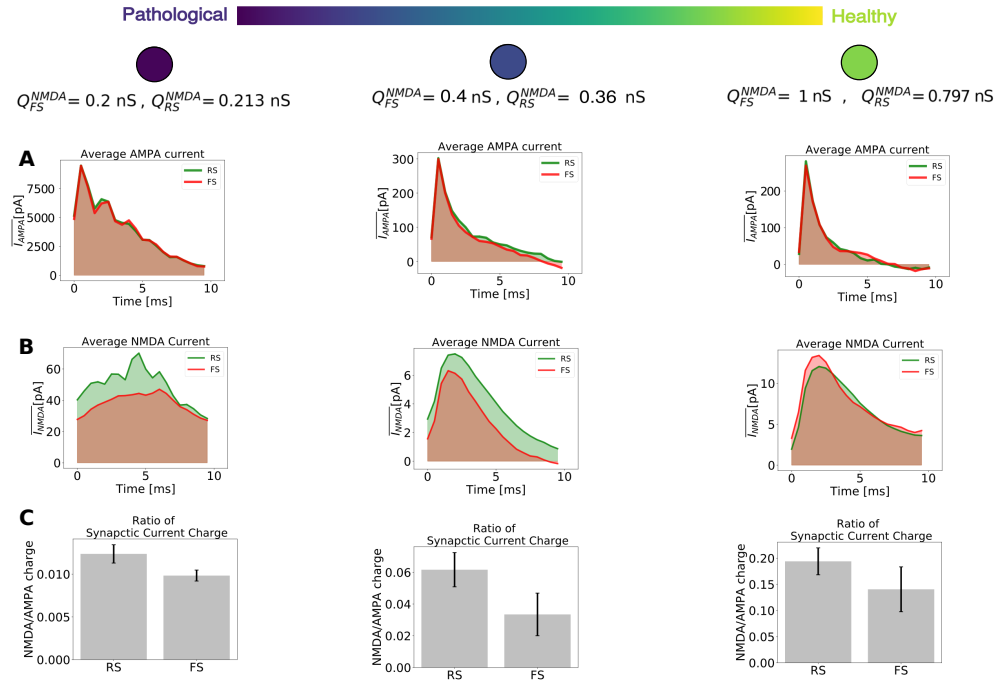 Pathological
Healthy
Q_FS^NMDA = 0.2 nS , Q_RS^NMDA = 0.213 nS
Q_FS^NMDA = 0.4 nS , Q_RS^NMDA = 0.36 nS
Q_FS^NMDA = 1 nS , Q_RS^NMDA = 0.797 nS
A
Average AMPA current
RS
FS
7500
5000
2500
0
I_AMPA[pA]
0 5 10
Time [ms]
Average AMPA current
RS
FS
300
200
100
0
I_AMPA[pA]
0 5 10
Time [ms]
Average AMPA current
RS
FS
200
100
0
I_AMPA[pA]
0 5 10
Time [ms]
B
Average NMDA Current
RS
FS
60
40
20
0
I_NMDA[pA]
0 5 10
Time [ms]
Average NMDA Current
RS
FS
6
4
2
0
I_NMDA[pA]
0 5 10
Time [ms]
Average NMDA Current
RS
FS
10
5
0
I_NMDA[pA]
0 5 10
Time [ms]
C
Ratio of
Synapctic Current Charge
0.010
0.005
0.000
NMDA/AMPA charge
RS FS
Ratio of
Synapctic Current Charge
0.06
0.04
0.02
0.00
NMDA/AMPA charge
RS FS
Ratio of
Synapctic Current Charge
0.20
0.15
0.10
0.05
0.00
NMDA/AMPA charge
RS FS